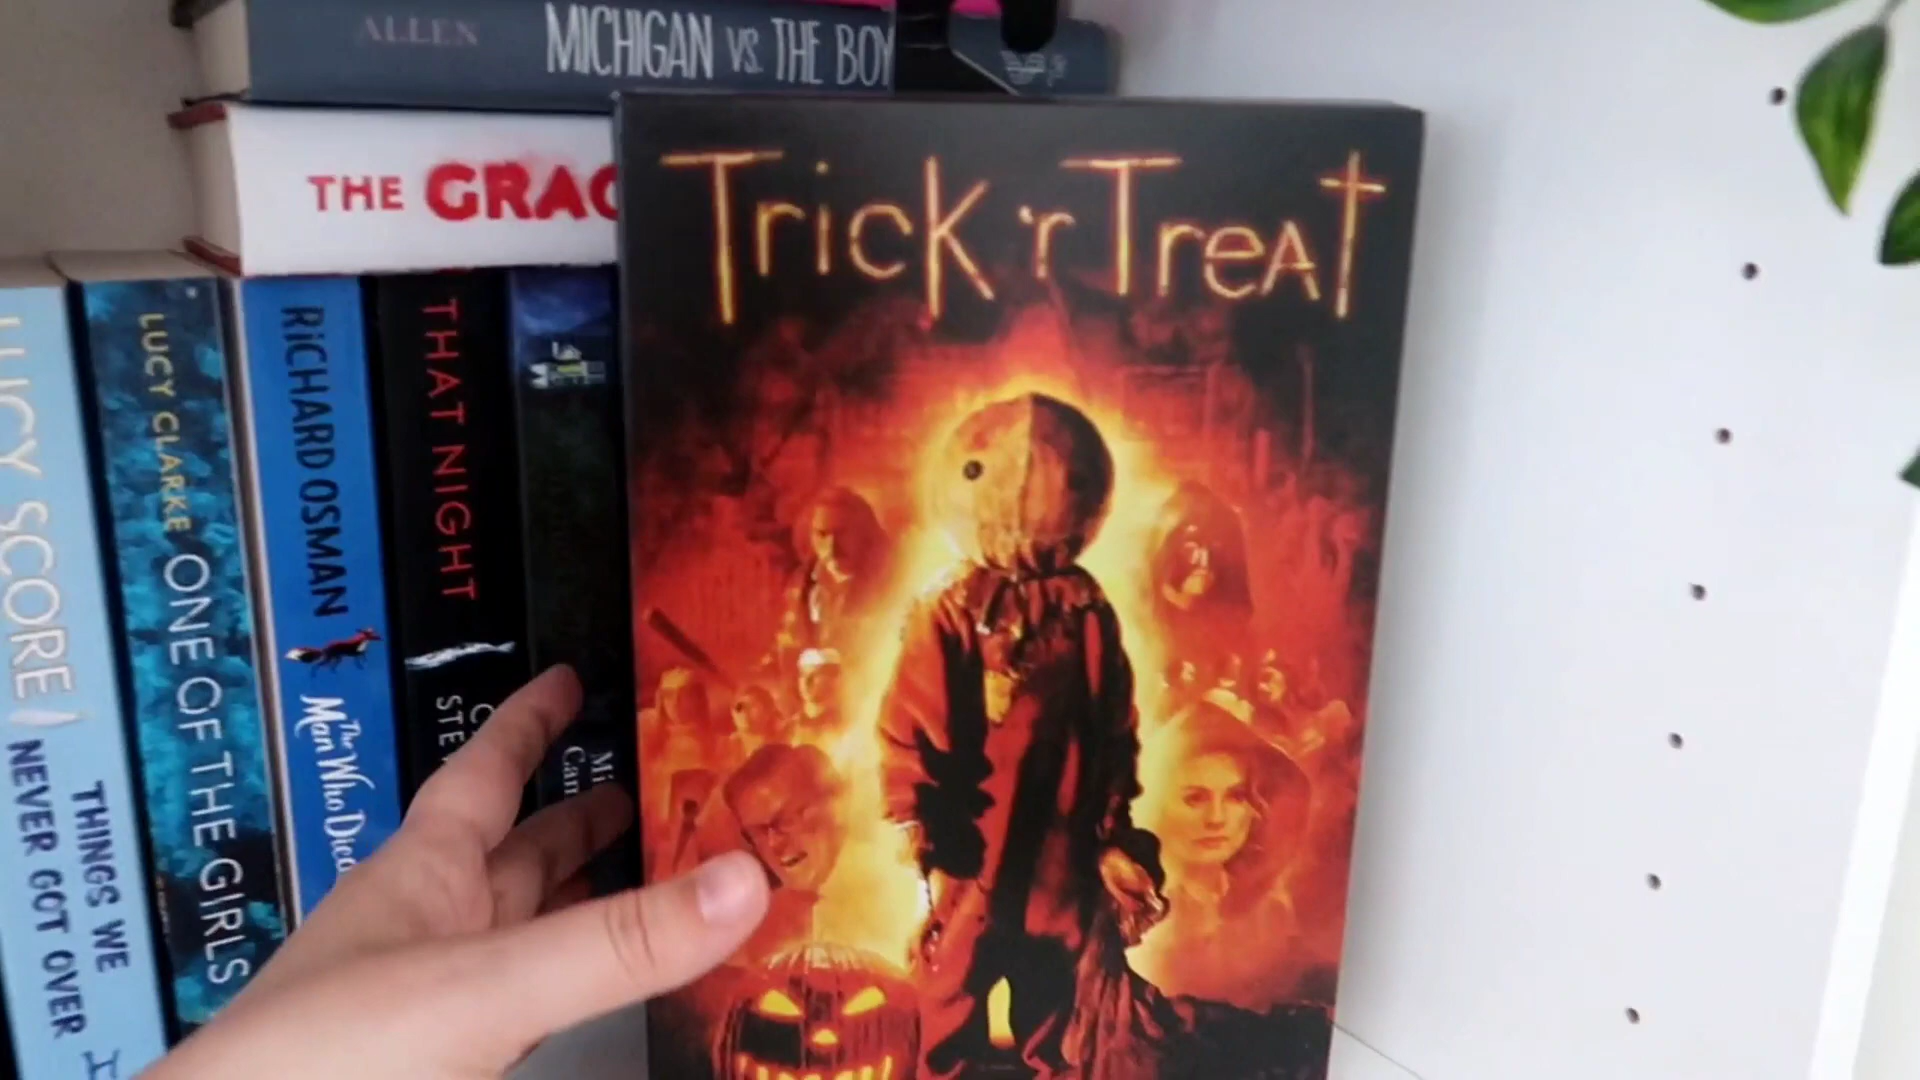 ALLEN MICHIGAN VS. THE BOY
THE GRAC
Trick 'r Treat
LUCY SCORE
THINGS WE
NEVER GOT OVER
LUCY CLARKE ONE OF THE GIRLS
RICHARD OSMAN
The
Man Who Died
THAT NIGHT